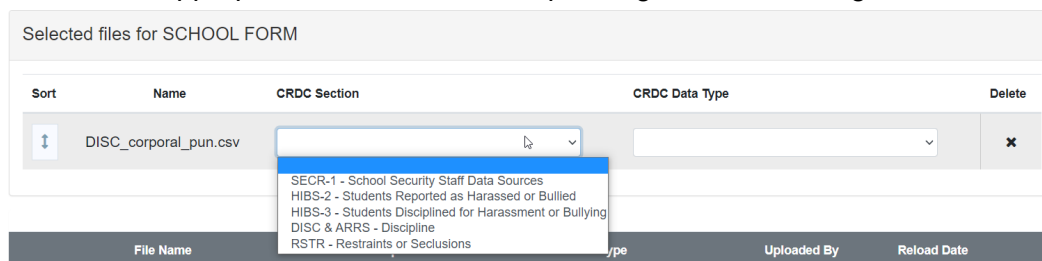 Selected files for SCHOOL FORM
Sort Name CRDC Section CRDC Data Type Delete
DISC_corporal_pun.csv
SECR-1 - School Security Staff Data Sources
HIBS-2 - Students Reported as Harassed or Bullied
HIBS-3 - Students Disciplined for Harassment or Bullying
DISC & ARRS - Discipline
RSTR - Restraints or Seclusions
File Name Uploaded By Reload Date